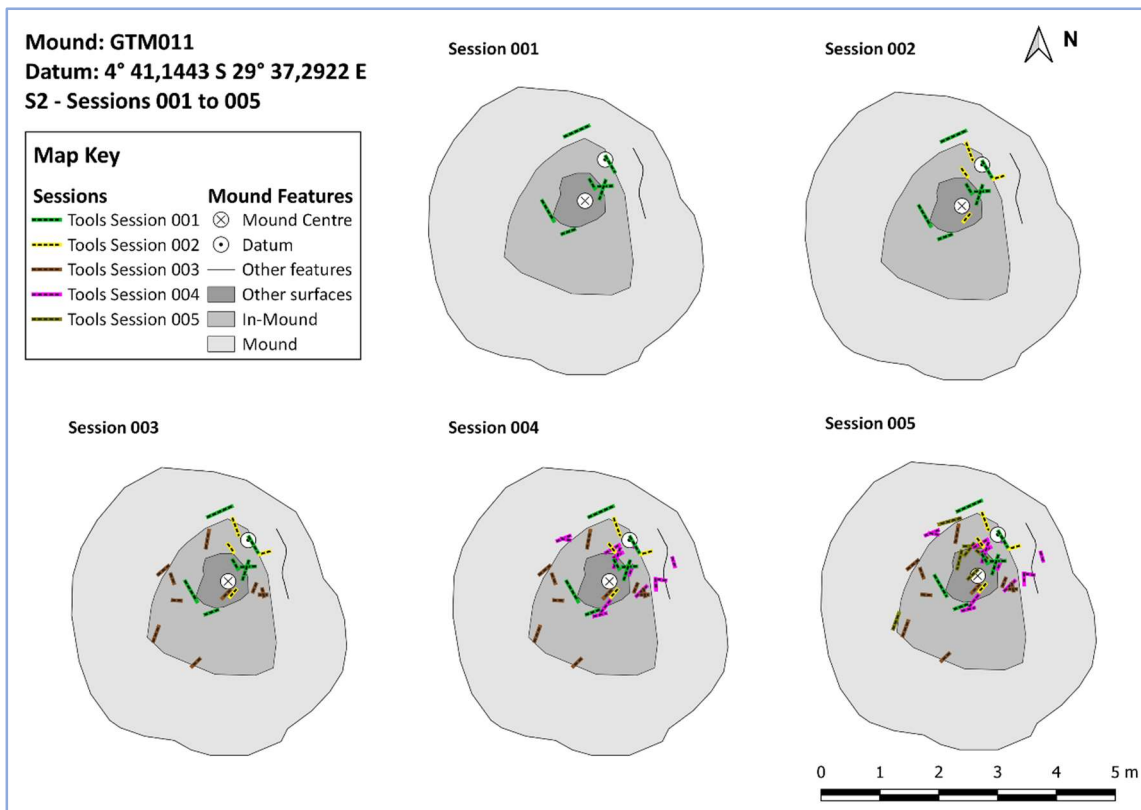 Mound: GTM011
Datum: 4° 41,1443 S 29° 37,2922 E
S2 - Sessions 001 to 005
Map Key
Sessions
Tools Session 001
Tools Session 002
Tools Session 003
Tools Session 004
Tools Session 005
Mound Features
Mound Centre
Datum
Other features
Other surfaces
In-Mound
Mound
Session 001
Session 002
N
Session 003
Session 004
Session 005
0 1 2 3 4 5 m